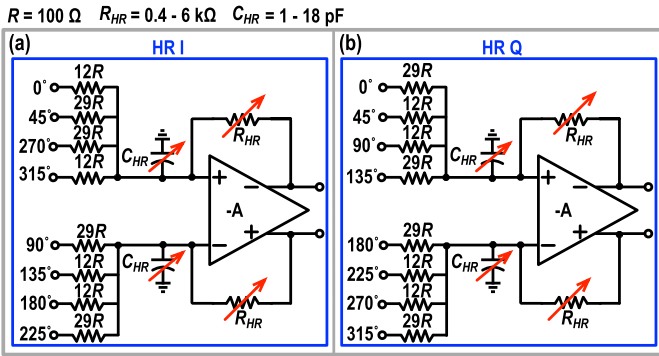 R = 100 Ω R_HR = 0.4 - 6 kΩ C_HR = 1 - 18 pF
(a) HR I
0° 12R
45° 29R
270° 29R
315° 12R
C_HR
R_HR
+ −
-A
− +
90° 29R
135° 12R
180° 12R
225° 29R
C_HR
R_HR
(b) HR Q
0° 29R
45° 12R
90° 12R
135° 29R
C_HR
R_HR
+ −
-A
− +
180° 29R
225° 12R
270° 12R
315° 29R
C_HR
R_HR